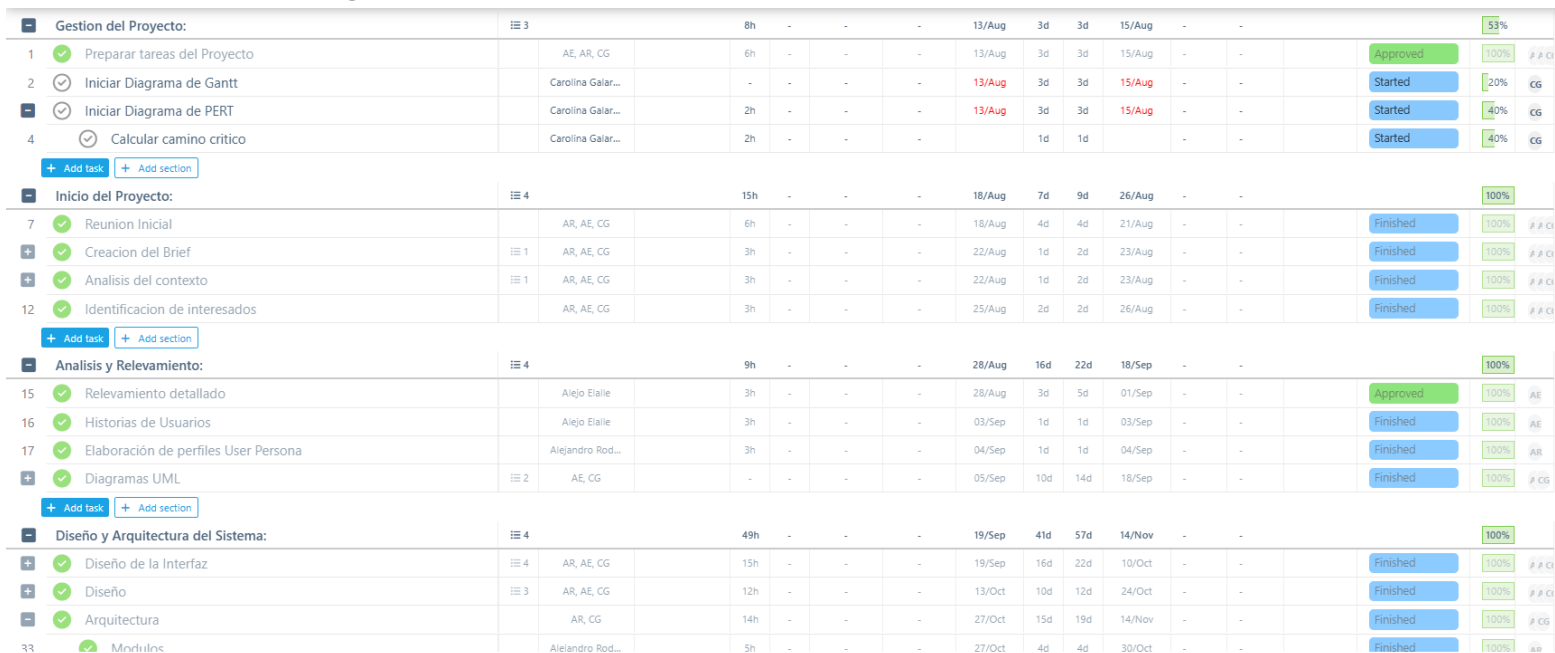 Gestion del Proyecto: 3 8h - - - 13/Aug 3d 3d 15/Aug - - 53%
1 Preparar tareas del Proyecto AE, AR, CG 6h - - - 13/Aug 3d 3d 15/Aug - - Approved 100%
2 Iniciar Diagrama de Gantt Carolina Galar... - - - - 13/Aug 3d 3d 15/Aug - - Started 20% CG
Iniciar Diagrama de PERT Carolina Galar... 2h - - - 13/Aug 3d 3d 15/Aug - - Started 40% CG
4 Calcular camino critico Carolina Galar... 2h - - - 1d 1d - - Started 40% CG
+ Add task + Add section
Inicio del Proyecto: 4 15h - - - 18/Aug 7d 9d 26/Aug - - 100%
7 Reunion Inicial AR, AE, CG 6h - - - 18/Aug 4d 4d 21/Aug - - Finished 100%
Creacion del Brief 1 AR, AE, CG 3h - - - 22/Aug 1d 2d 23/Aug - - Finished 100%
Analisis del contexto 1 AR, AE, CG 3h - - - 22/Aug 1d 2d 23/Aug - - Finished 100%
12 Identificacion de interesados AR, AE, CG 3h - - - 25/Aug 2d 2d 26/Aug - - Finished 100%
+ Add task + Add section
Analisis y Relevamiento: 4 9h - - - 28/Aug 16d 22d 18/Sep - - 100%
15 Relevamiento detallado Alejo Elaile 3h - - - 28/Aug 3d 5d 01/Sep - - Approved 100% AE
16 Historias de Usuarios Alejo Elaile 3h - - - 03/Sep 1d 1d 03/Sep - - Finished 100% AE
17 Elaboración de perfiles User Persona Alejandro Rod... 3h - - - 04/Sep 1d 1d 04/Sep - - Finished 100% AR
Diagramas UML 2 AE, CG - - - - 05/Sep 10d 14d 18/Sep - - Finished 100% CG
+ Add task + Add section
Diseño y Arquitectura del Sistema: 4 49h - - - 19/Sep 41d 57d 14/Nov - - 100%
Diseño de la Interfaz 4 AR, AE, CG 15h - - - 19/Sep 16d 22d 10/Oct - - Finished 100%
Diseño 3 AR, AE, CG 12h - - - 13/Oct 10d 12d 24/Oct - - Finished 100%
Arquitectura AR, CG 14h - - - 27/Oct 15d 19d 14/Nov - - Finished 100% CG
33 Modulos Alejandro Rod... 5h - - - 27/Oct 4d 4d 30/Oct - - Finished 100% AR